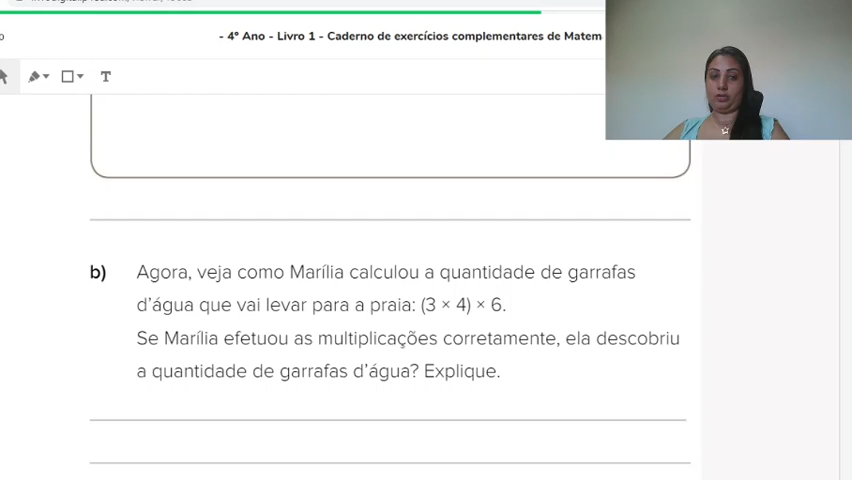 - 4º Ano - Livro 1 - Caderno de exercícios complementares de Matem
T
b) Agora, veja como Marília calculou a quantidade de garrafas
d'água que vai levar para a praia: (3 × 4) × 6.
Se Marília efetuou as multiplicações corretamente, ela descobriu
a quantidade de garrafas d'água? Explique.